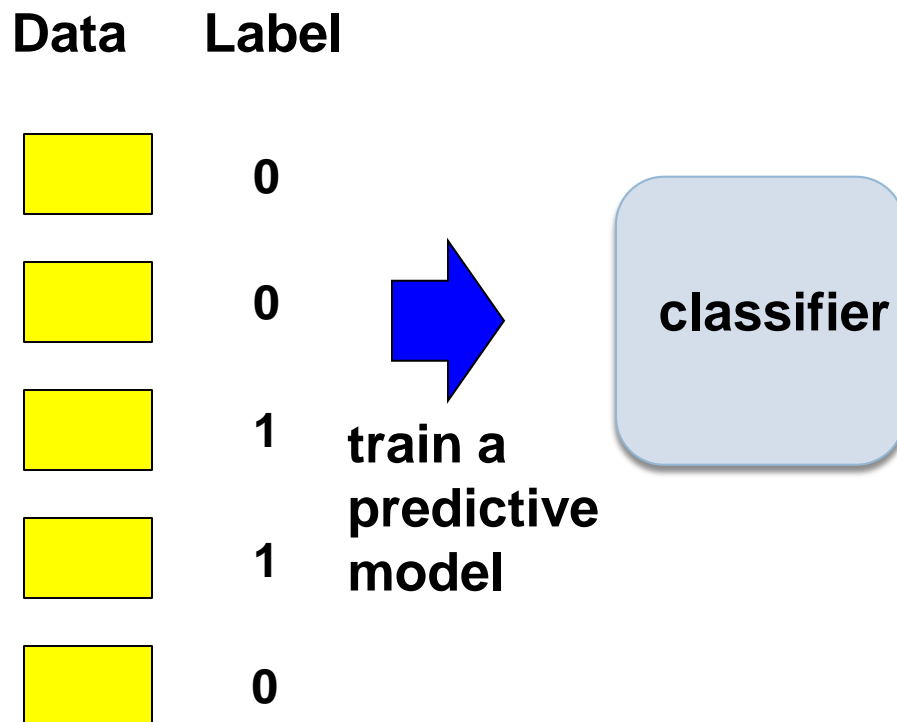 Data Label
0
0
classifier
1
train a
predictive
1
model
0